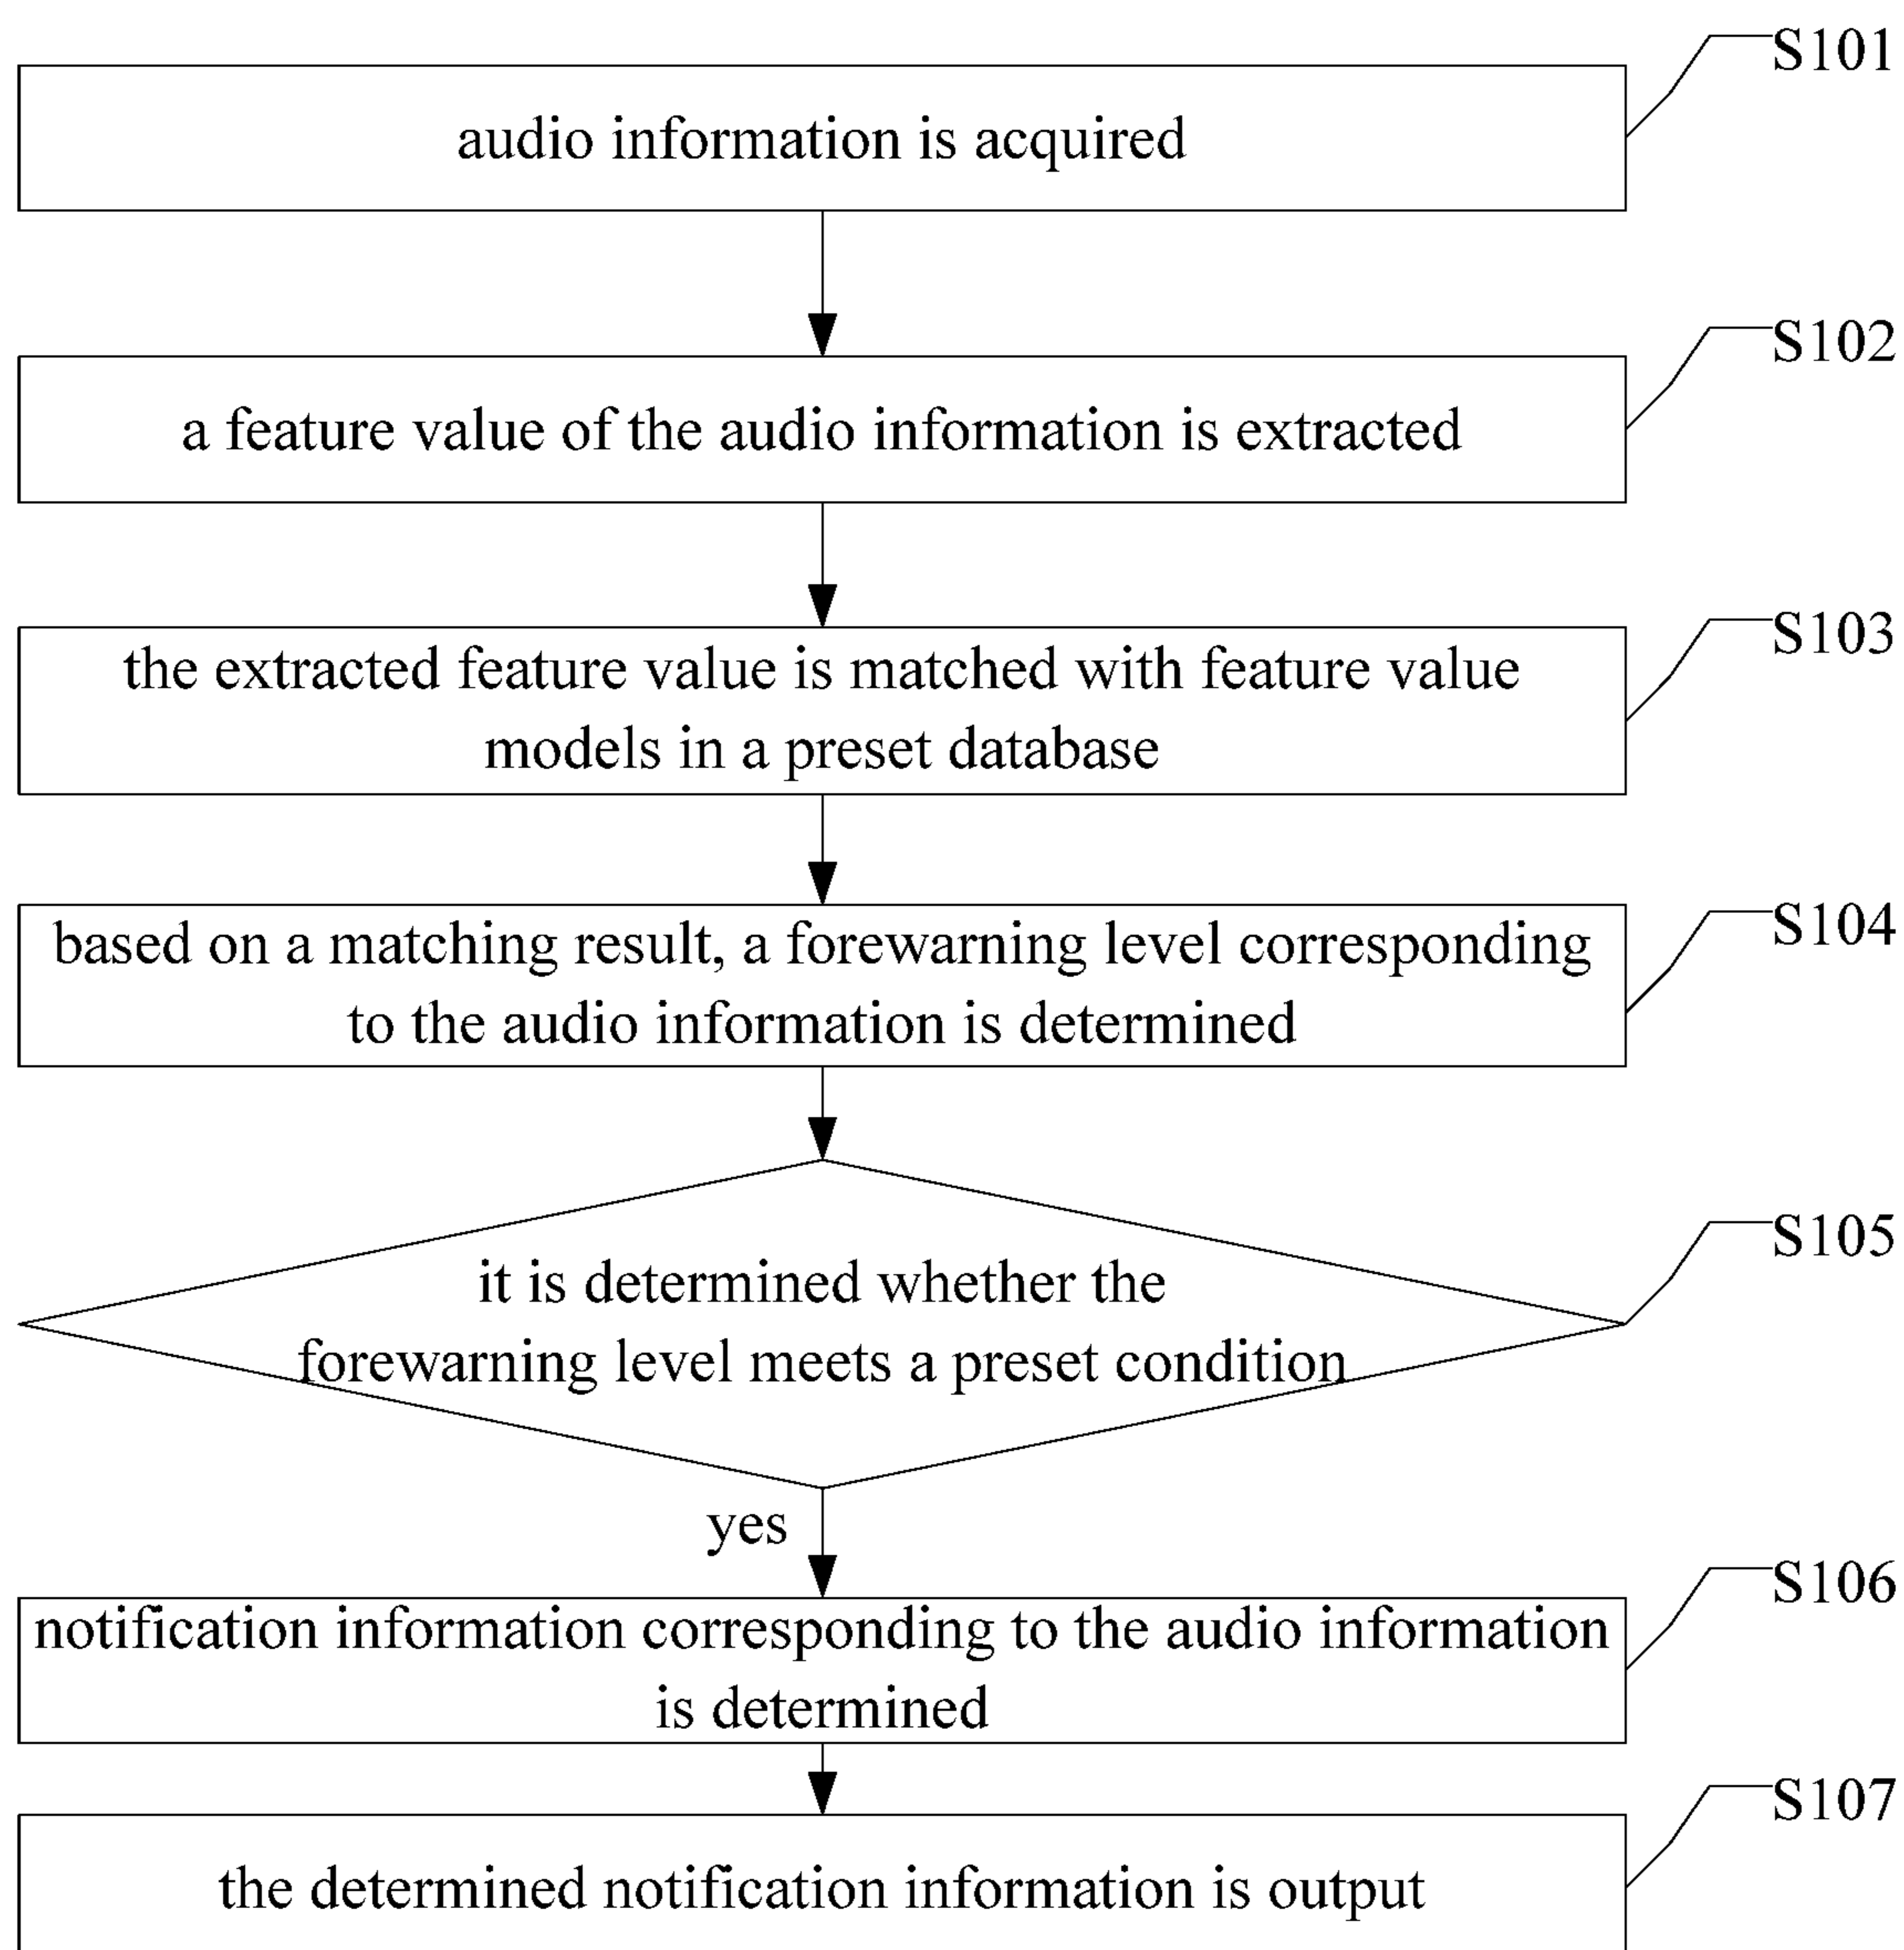 S101
audio information is acquired
S102
a feature value of the audio information is extracted
S103
the extracted feature value is matched with feature value
models in a preset database
S104
based on a matching result, a forewarning level corresponding
to the audio information is determined
S105
it is determined whether the
forewarning level meets a preset condition
yes
S106
notification information corresponding to the audio information
is determined
S107
the determined notification information is output